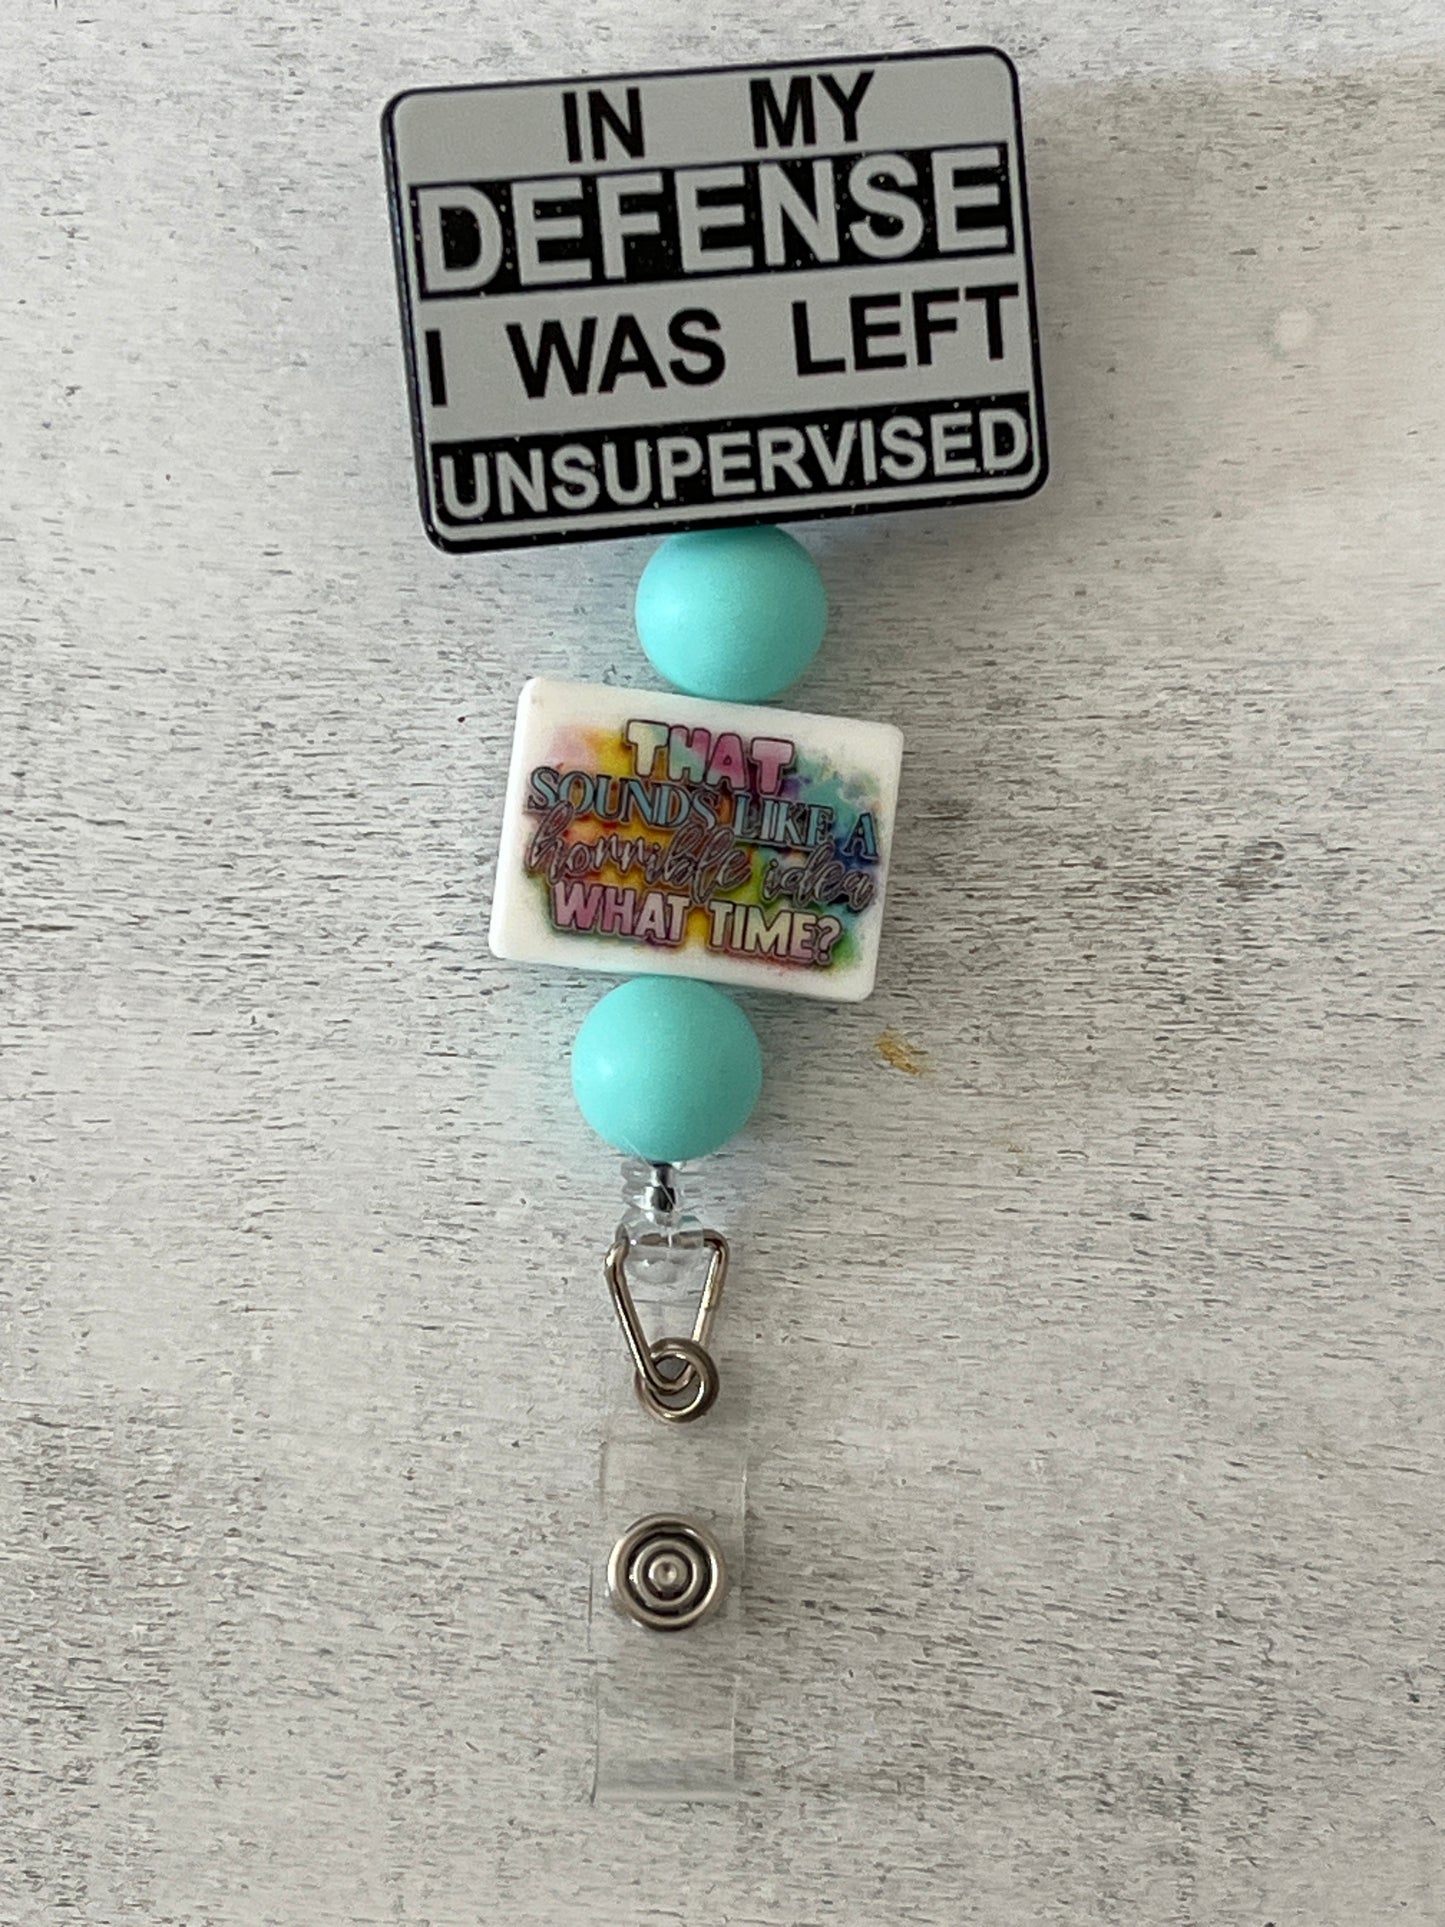 IN MY
DEFENSE
I WAS LEFT
UNSUPERVISED
THAT
SOUNDS LIKE A
horrible idea
WHAT TIME?